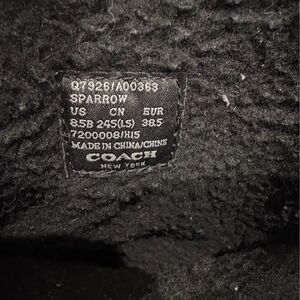 Q7926/A00363
SPARROW
US CN EUR
8.5B 245(1.5) 38.5
7200008/H15
MADE IN CHINA/CHINE
COACH
NEW YORK